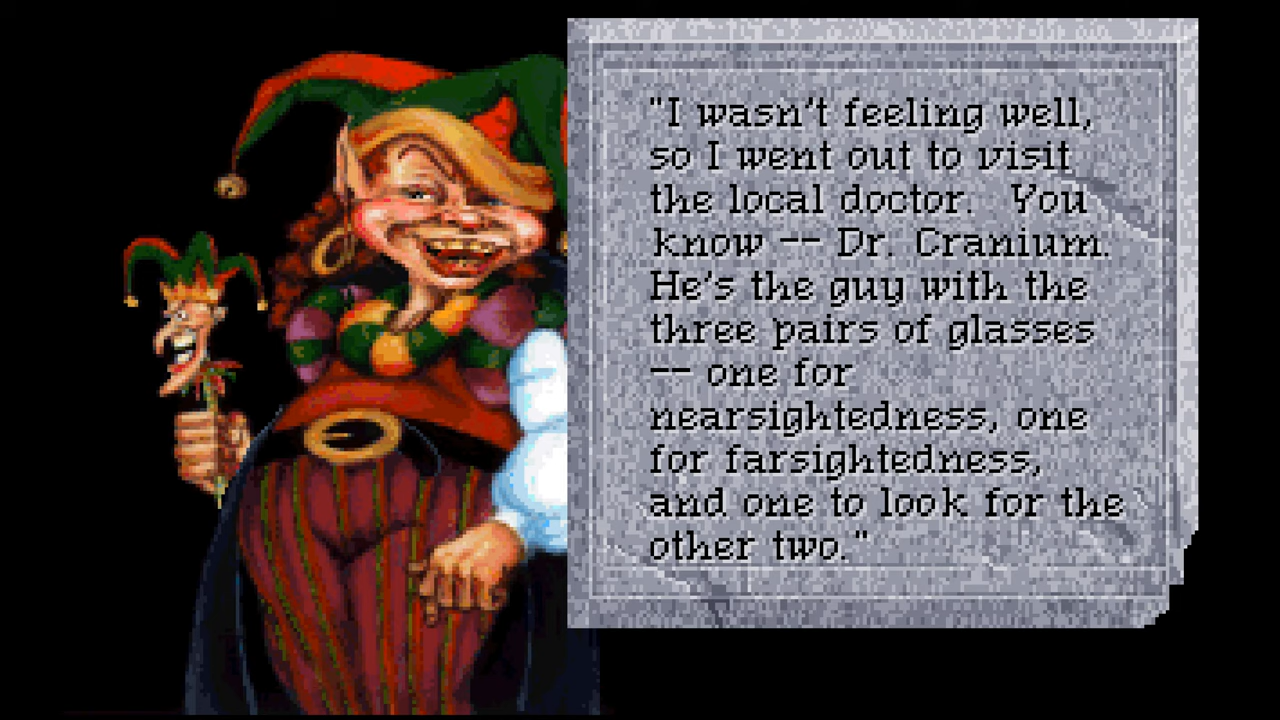 "I wasn't feeling well,
so I went out to visit
the local doctor.  You
know -- Dr. Cranium.
He's the guy with the
three pairs of glasses
-- one for
nearsightedness, one
for farsightedness,
and one to look for the
other two."